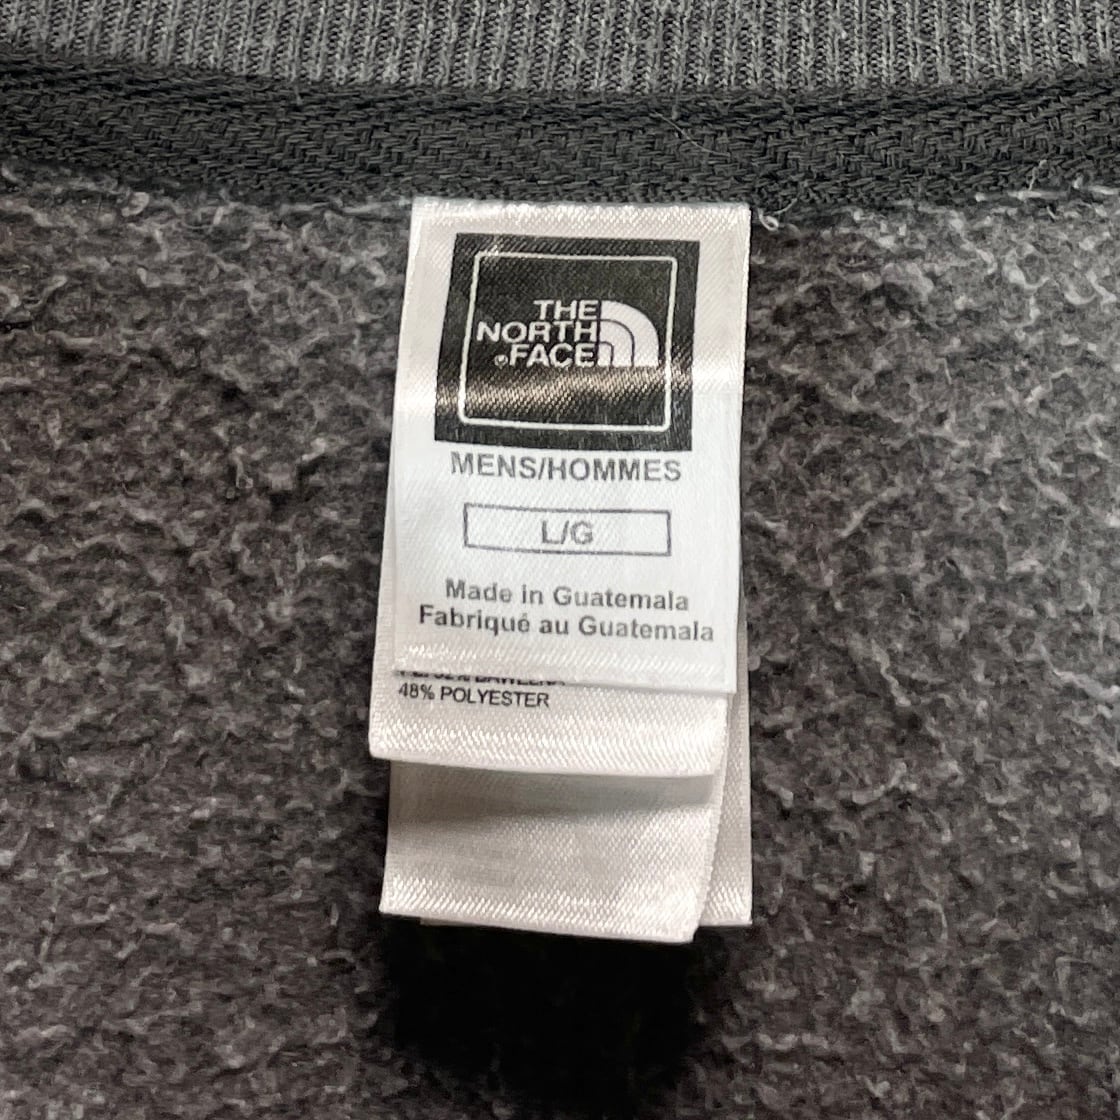 THE
NORTH
FACE
MENS/HOMMES
L/G
Made in Guatemala
Fabriqué au Guatemala
48% POLYESTER